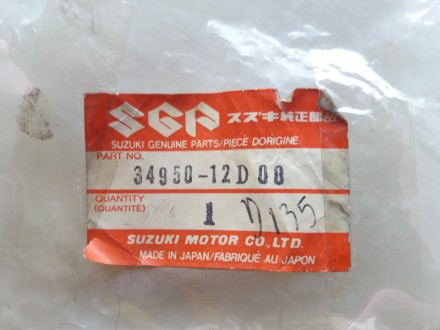 SGP スズキ純正部品
SUZUKI GENUINE PARTS/PIECE DORIGINE
PART NO.
34950-12D00
QUANTITY
(QUANTITE)
1 D135
SUZUKI MOTOR CO.,LTD.
MADE IN JAPAN/FABRIQUE AU JAPON